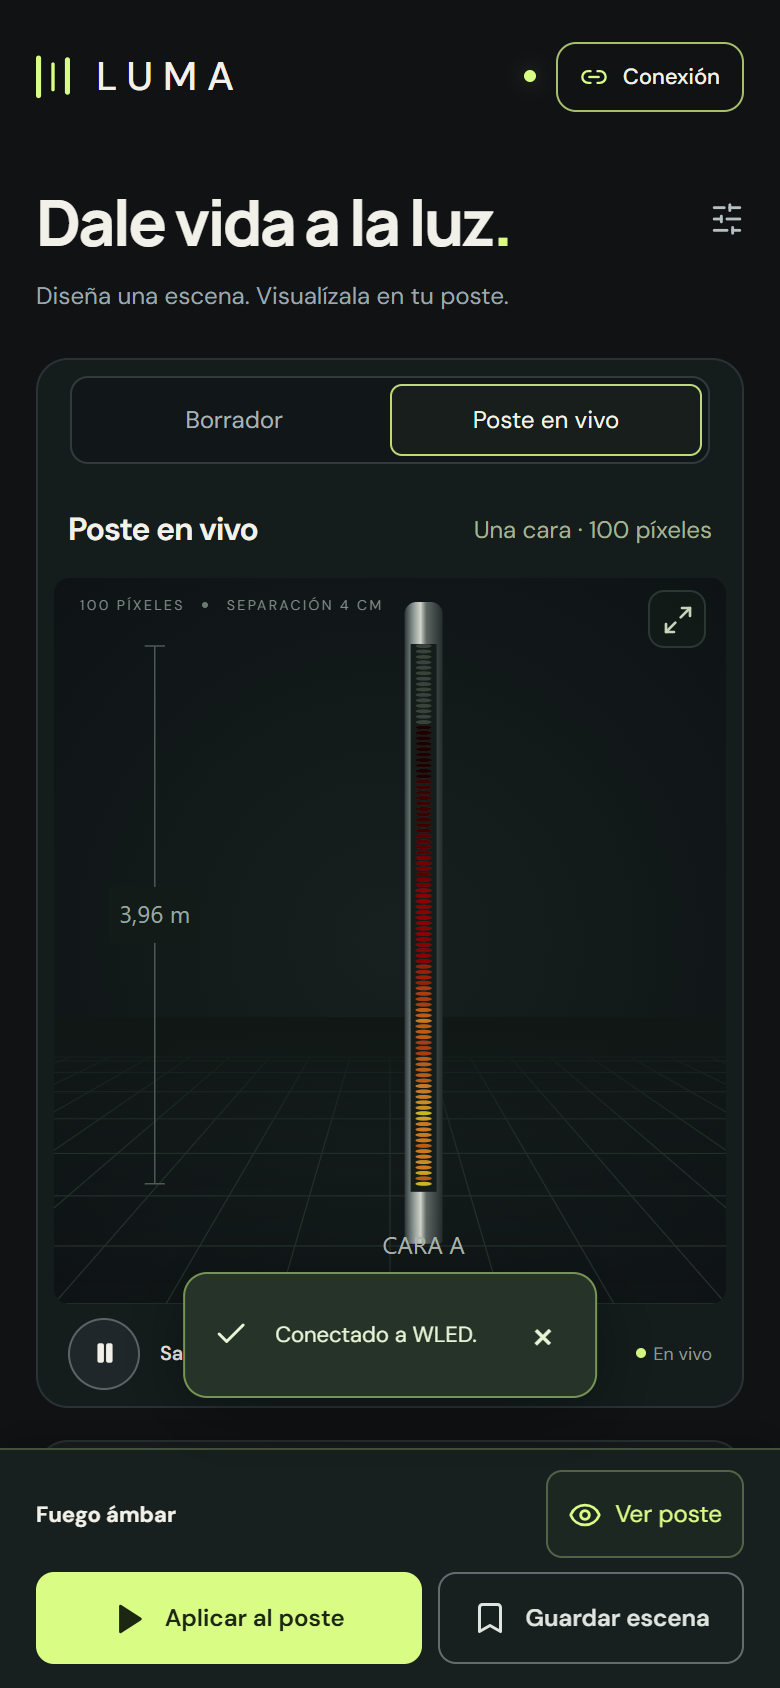 LUMA
Conexión
Dale vida a la luz.
Diseña una escena. Visualízala en tu poste.
Borrador
Poste en vivo
Poste en vivo
Una cara · 100 píxeles
100 PÍXELES • SEPARACIÓN 4 CM
3,96 m
CARA A
Sa
Conectado a WLED.
En vivo
Fuego ámbar
Ver poste
Aplicar al poste
Guardar escena